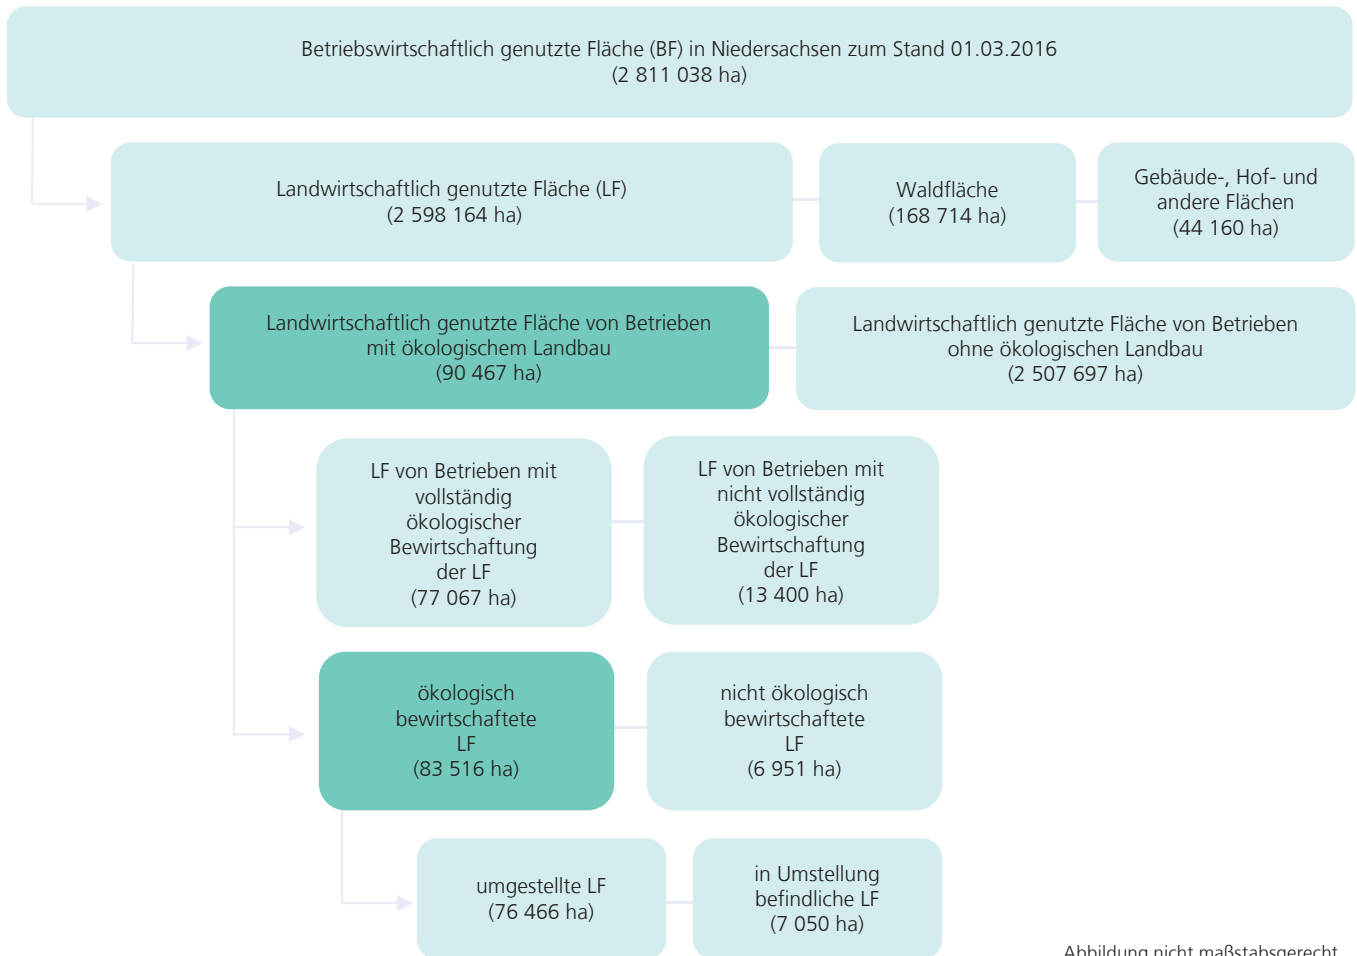 Betriebswirtschaftlich genutzte Fläche (BF) in Niedersachsen zum Stand 01.03.2016
(2 811 038 ha)
Landwirtschaftlich genutzte Fläche (LF)
(2 598 164 ha)
Waldfläche
(168 714 ha)
Gebäude-, Hof- und
andere Flächen
(44 160 ha)
Landwirtschaftlich genutzte Fläche von Betrieben
mit ökologischem Landbau
(90 467 ha)
Landwirtschaftlich genutzte Fläche von Betrieben
ohne ökologischen Landbau
(2 507 697 ha)
LF von Betrieben mit
vollständig
ökologischer
Bewirtschaftung
der LF
(77 067 ha)
LF von Betrieben mit
nicht vollständig
ökologischer
Bewirtschaftung
der LF
(13 400 ha)
ökologisch
bewirtschaftete
LF
(83 516 ha)
nicht ökologisch
bewirtschaftete
LF
(6 951 ha)
umgestellte LF
(76 466 ha)
in Umstellung
befindliche LF
(7 050 ha)
Abbildung nicht maßstabsgerecht